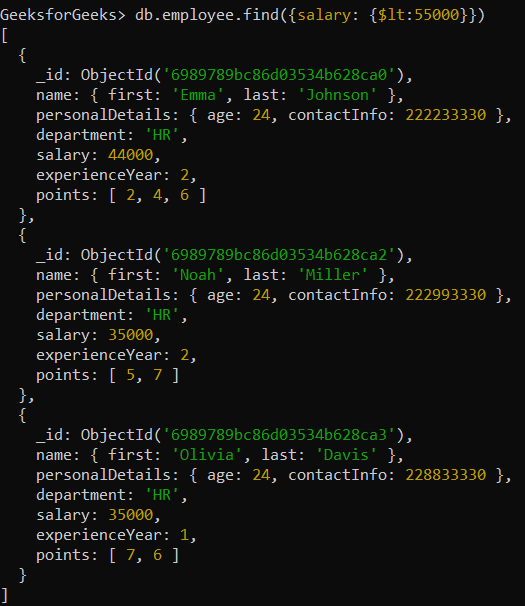 GeeksforGeeks> db.employee.find({salary: {$lt:55000}})
[
  {
    _id: ObjectId('6989789bc86d03534b628ca0'),
    name: { first: 'Emma', last: 'Johnson' },
    personalDetails: { age: 24, contactInfo: 222233330 },
    department: 'HR',
    salary: 44000,
    experienceYear: 2,
    points: [ 2, 4, 6 ]
  },
  {
    _id: ObjectId('6989789bc86d03534b628ca2'),
    name: { first: 'Noah', last: 'Miller' },
    personalDetails: { age: 24, contactInfo: 222993330 },
    department: 'HR',
    salary: 35000,
    experienceYear: 2,
    points: [ 5, 7 ]
  },
  {
    _id: ObjectId('6989789bc86d03534b628ca3'),
    name: { first: 'Olivia', last: 'Davis' },
    personalDetails: { age: 24, contactInfo: 228833330 },
    department: 'HR',
    salary: 35000,
    experienceYear: 1,
    points: [ 7, 6 ]
  }
]